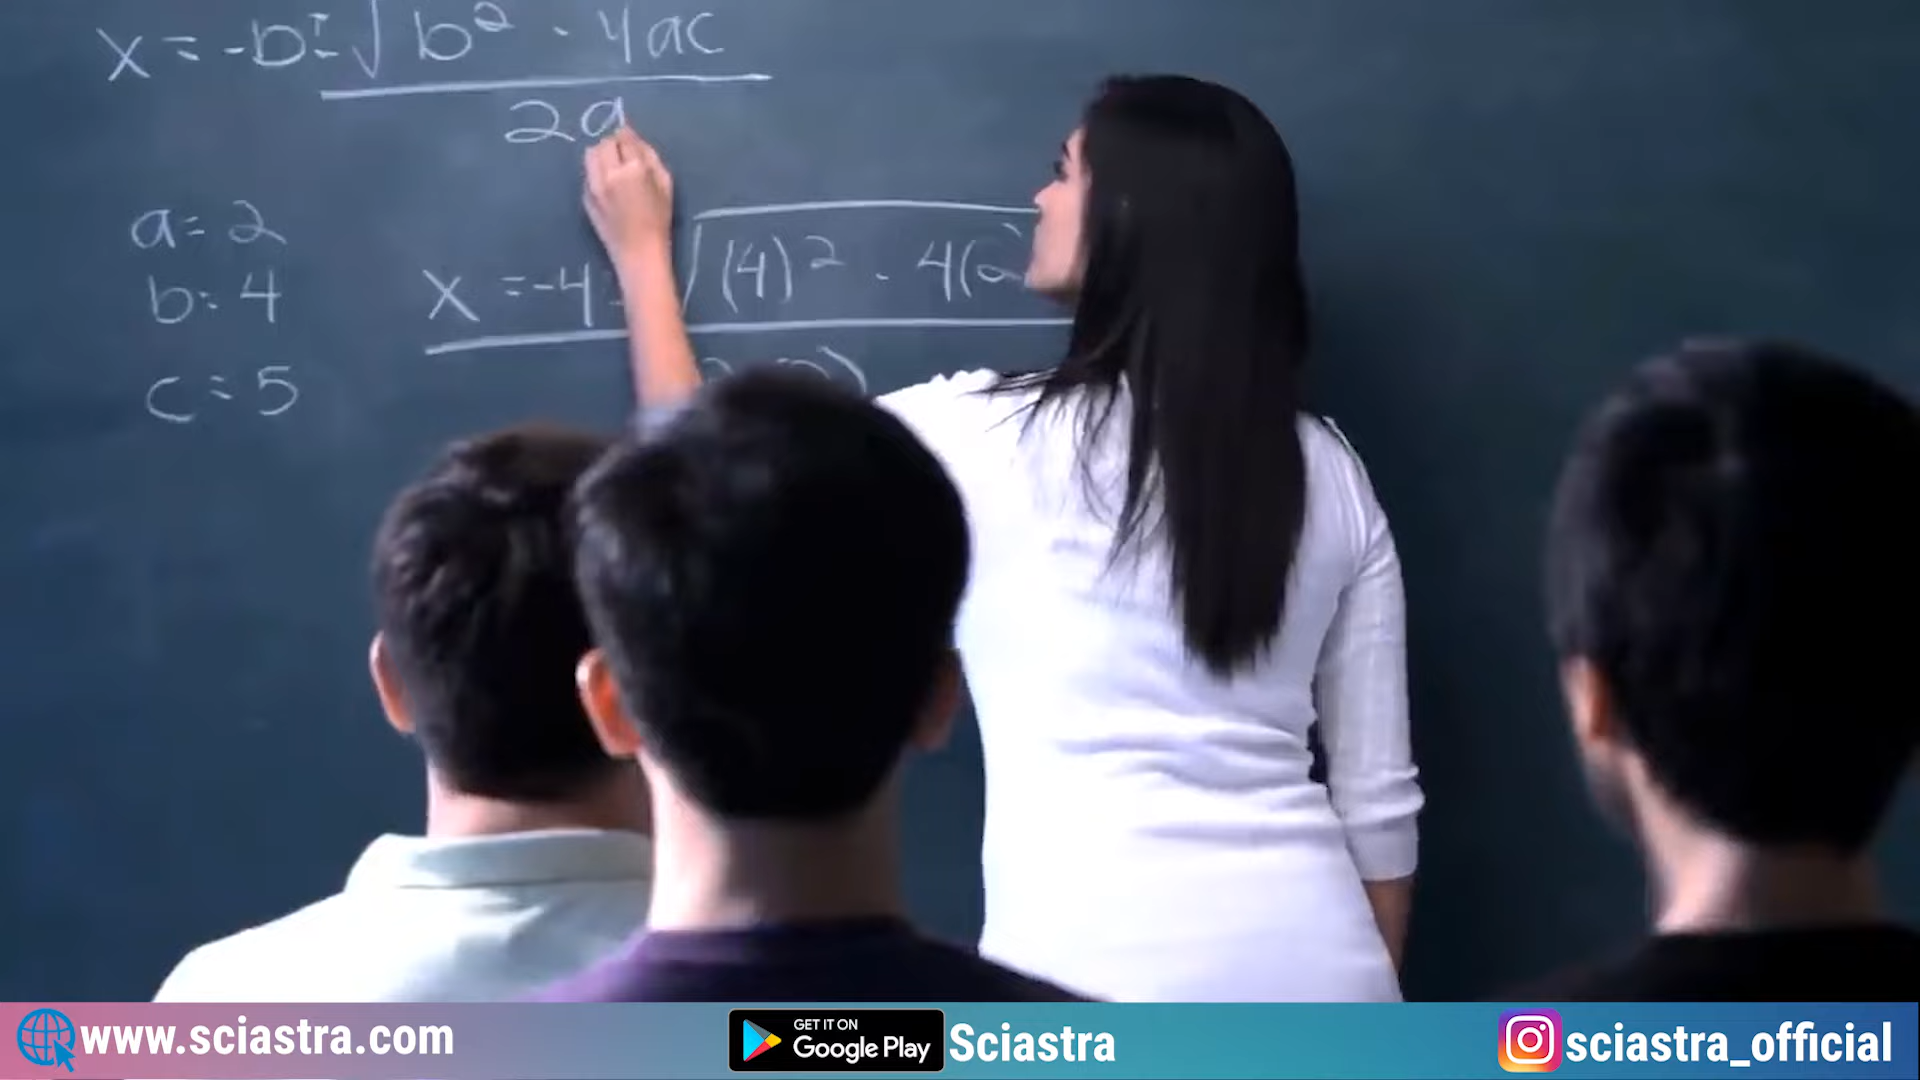 x = -b ± √ b² - 4ac
2a
a = 2
b = 4
c = 5
x = -4 √ (4)² - 4(2)
www.sciastra.com
GET IT ON
Google Play
Sciastra
sciastra_official